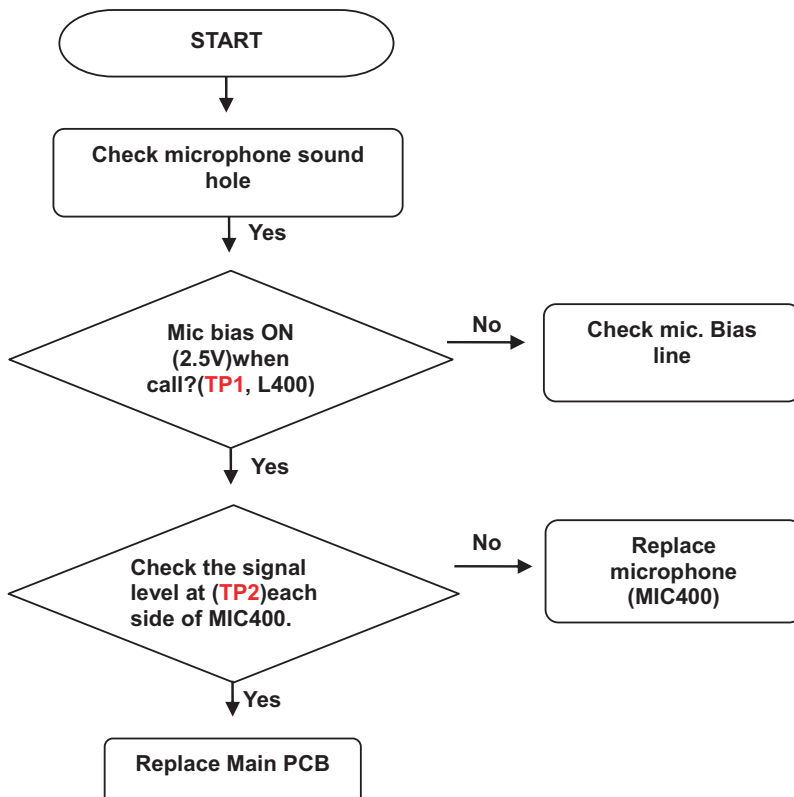 START
Check microphone sound
hole
Yes
Mic bias ON
(2.5V)when
call?(TP1, L400)
No
Check mic. Bias
line
Yes
Check the signal
level at (TP2)each
side of MIC400.
No
Replace
microphone
(MIC400)
Yes
Replace Main PCB